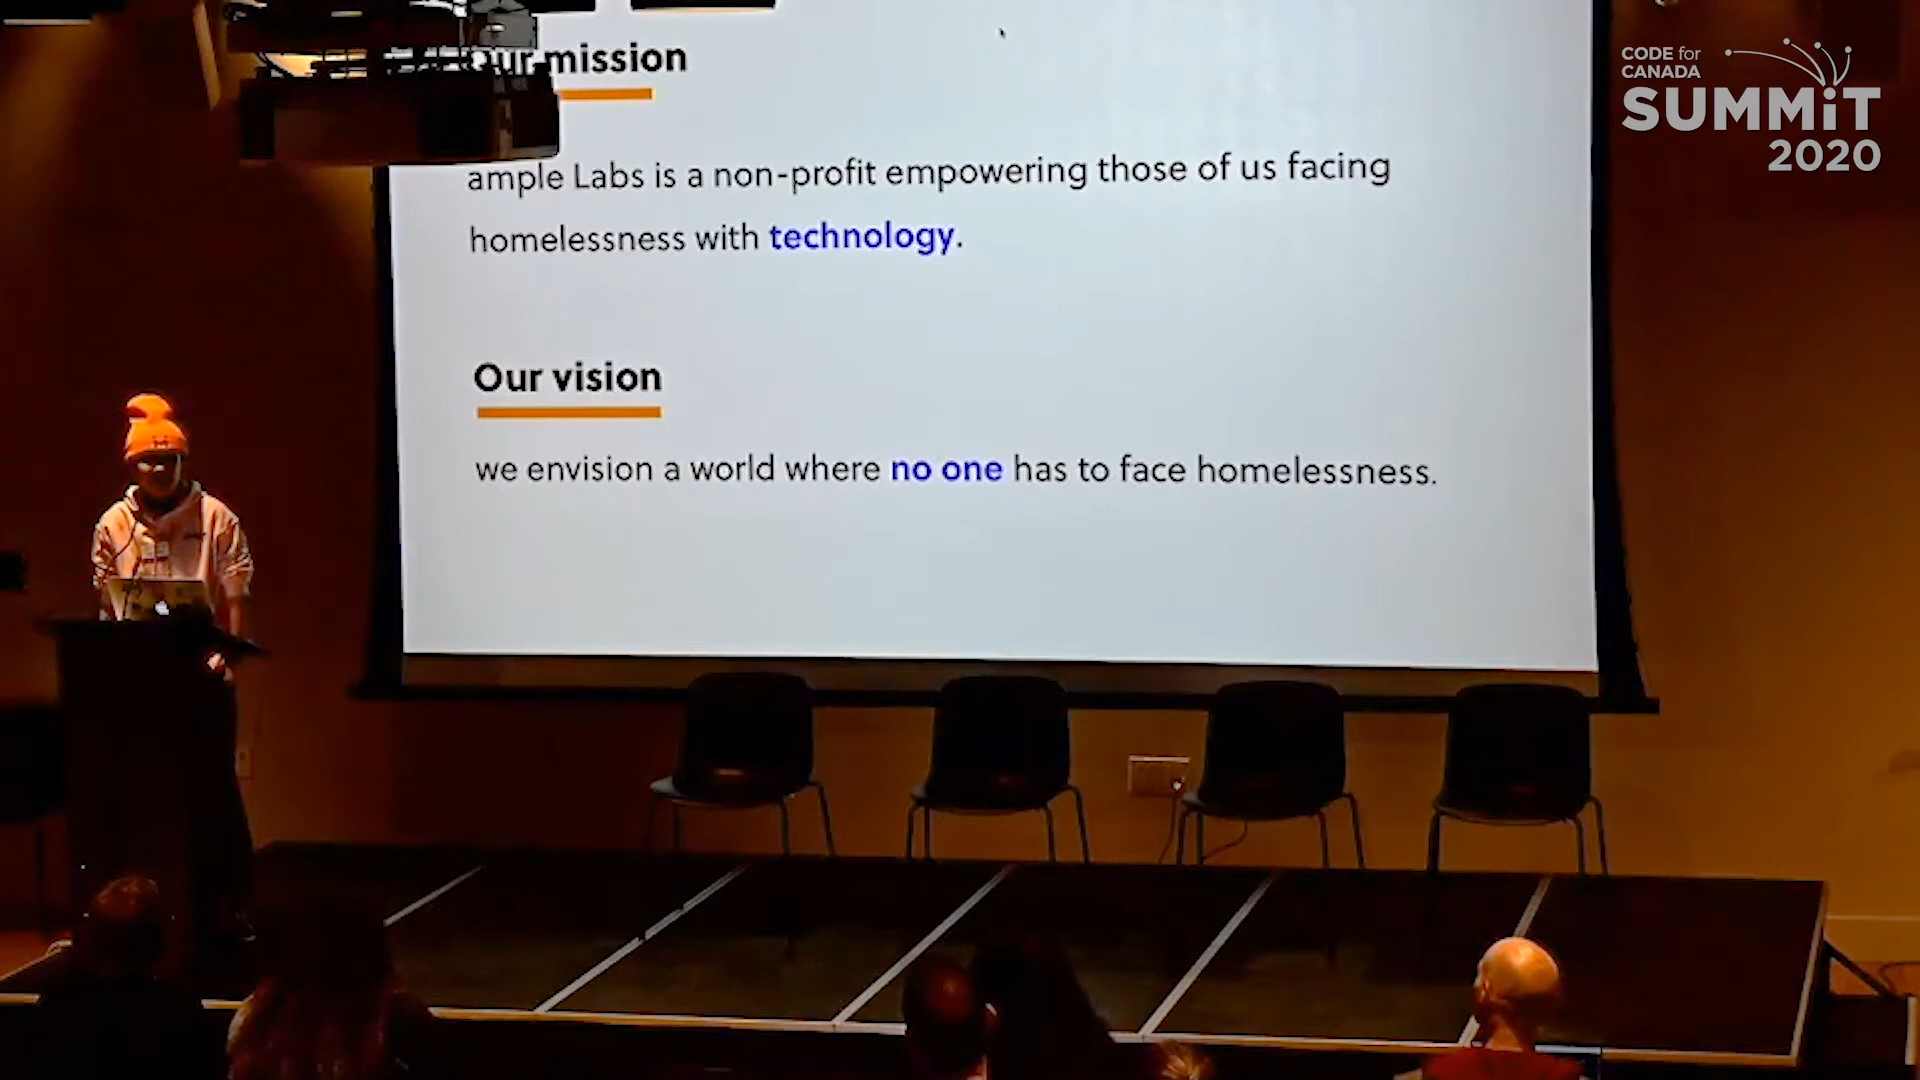 Our mission
ample Labs is a non-profit empowering those of us facing
homelessness with technology.
Our vision
we envision a world where no one has to face homelessness.
CODE for
CANADA
SUMMiT
2020